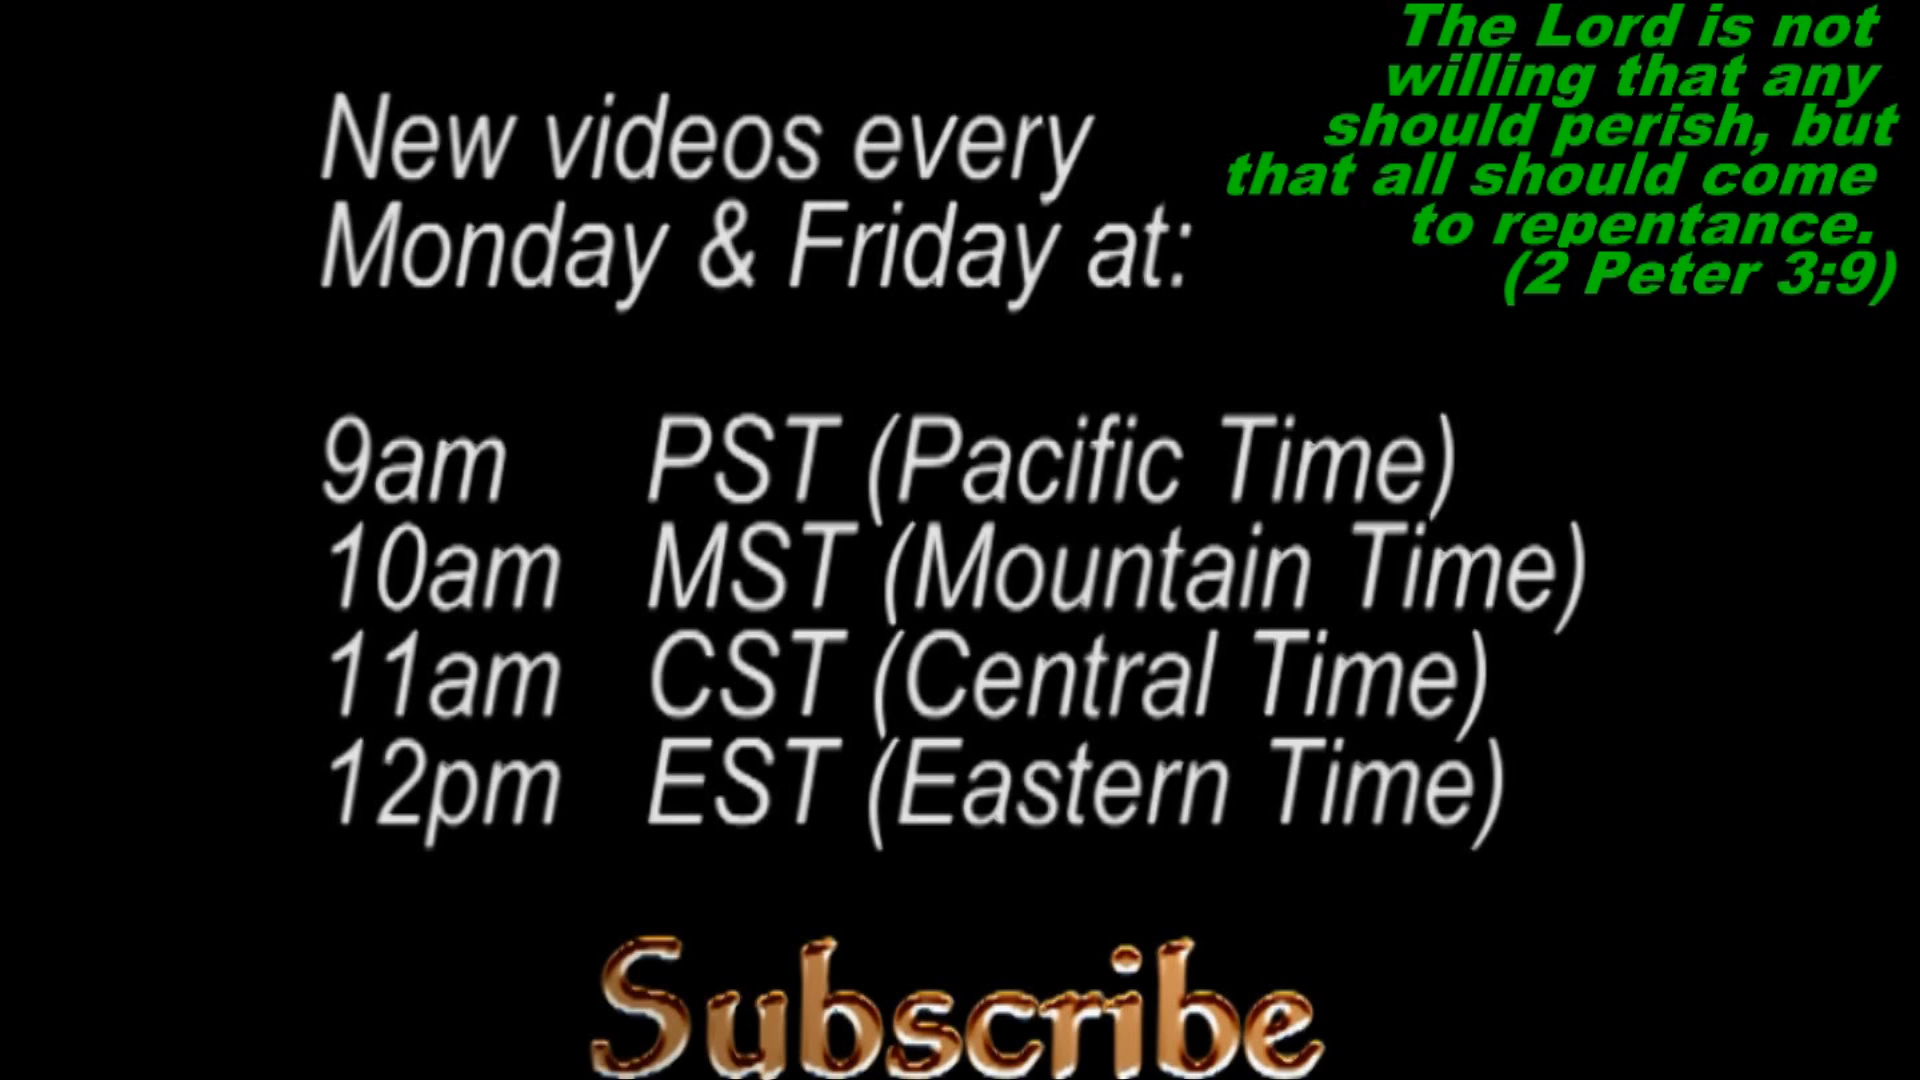 The Lord is not
willing that any
should perish, but
that all should come
to repentance.
(2 Peter 3:9)
New videos every
Monday & Friday at:
9am PST (Pacific Time)
10am MST (Mountain Time)
11am CST (Central Time)
12pm EST (Eastern Time)
Subscribe